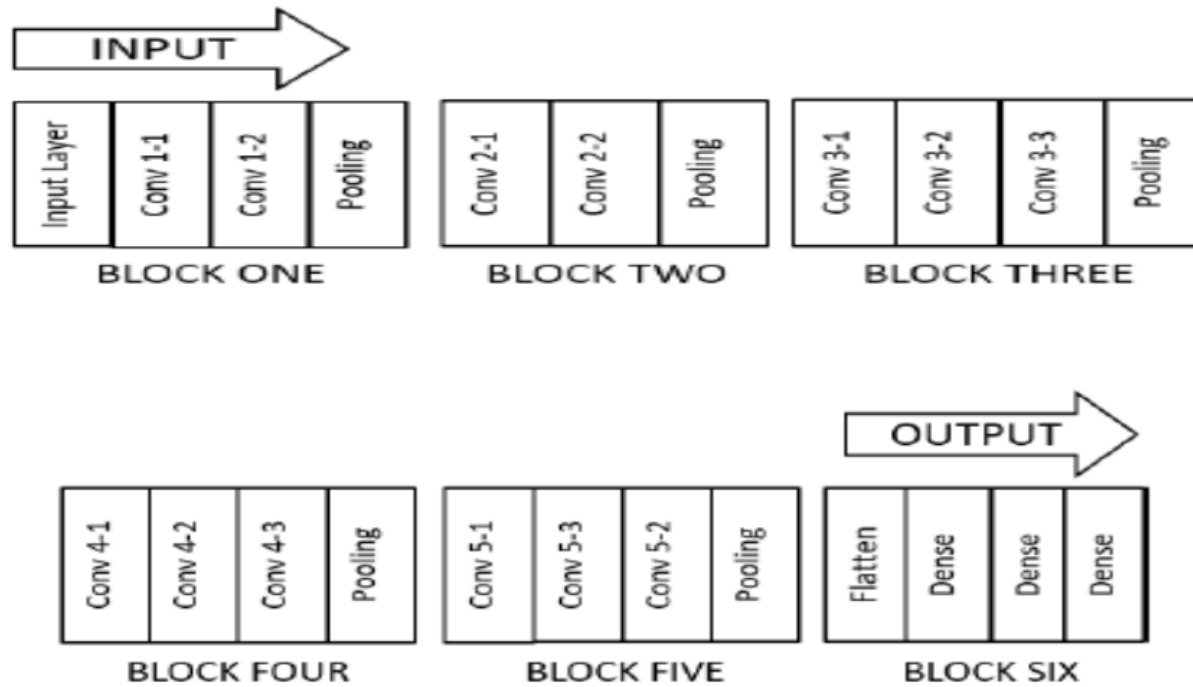 INPUT
Input Layer
Conv 1-1
Conv 1-2
Pooling
BLOCK ONE
Conv 2-1
Conv 2-2
Pooling
BLOCK TWO
Conv 3-1
Conv 3-2
Conv 3-3
Pooling
BLOCK THREE
Conv 4-1
Conv 4-2
Conv 4-3
Pooling
BLOCK FOUR
Conv 5-1
Conv 5-3
Conv 5-2
Pooling
BLOCK FIVE
OUTPUT
Flatten
Dense
Dense
Dense
BLOCK SIX